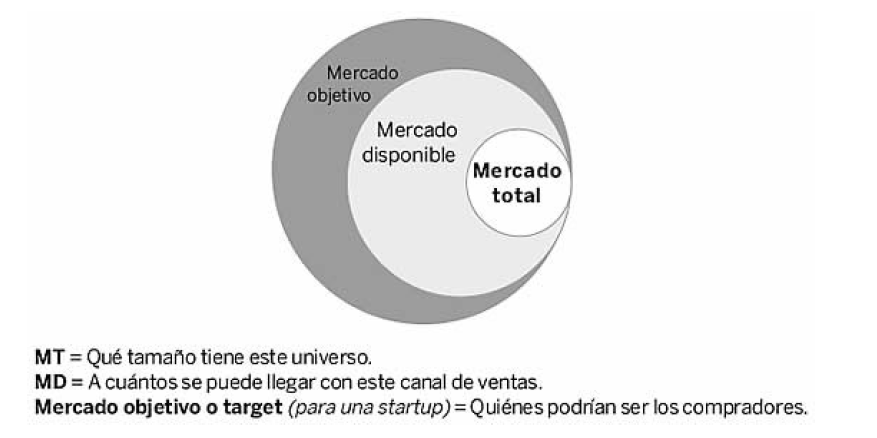 Mercado
objetivo
Mercado
disponible
Mercado
total
MT = Qué tamaño tiene este universo.
MD = A cuántos se puede llegar con este canal de ventas.
Mercado objetivo o target (para una startup) = Quiénes podrían ser los compradores.